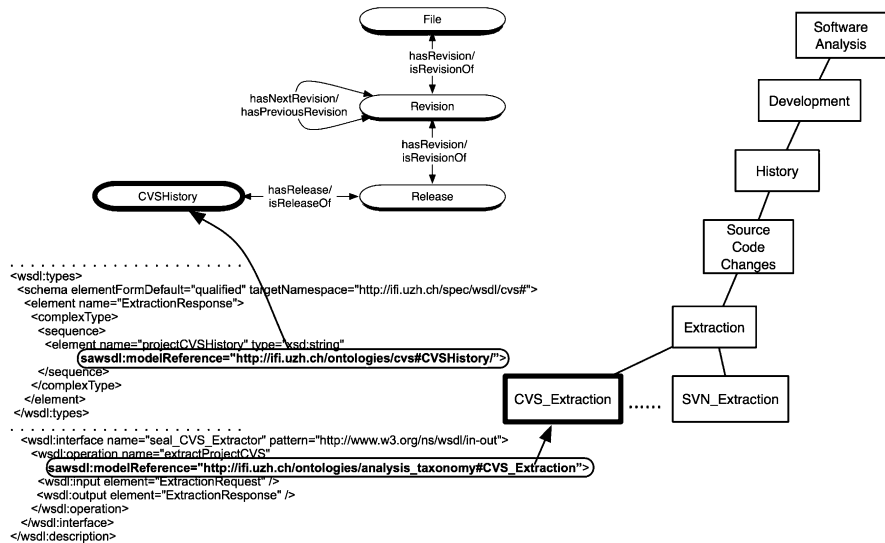 File
hasRevision/
isRevisionOf
hasNextRevision/
hasPreviousRevision
Revision
hasRevision/
isRevisionOf
CVSHistory
hasRelease/
isReleaseOf
Release
Software
Analysis
Development
History
Source
Code
Changes
Extraction
CVS_Extraction
......
SVN_Extraction
. . . . . . . . . . . . . . . . . . . . . . . . . . .
<wsdl:types>
<schema elementFormDefault="qualified" targetNamespace="http://ifi.uzh.ch/spec/wsdl/cvs#">
<element name="ExtractionResponse">
<complexType>
<sequence>
<element name="projectCVSHistory" type="xsd:string"
sawsdl:modelReference="http://ifi.uzh.ch/ontologies/cvs#CVSHistory/">
</sequence>
</complexType>
</element>
</wsdl:types>
. . . . . . . . . . . . . . . . . . . . . . . . . . .
<wsdl:interface name="seal_CVS_Extractor" pattern="http://www.w3.org/ns/wsdl/in-out">
<wsdl:operation name="extractProjectCVS"
sawsdl:modelReference="http://ifi.uzh.ch/ontologies/analysis_taxonomy#CVS_Extraction">
<wsdl:input element="ExtractionRequest" />
<wsdl:output element="ExtractionResponse" />
</wsdl:operation>
</wsdl:interface>
</wsdl:description>